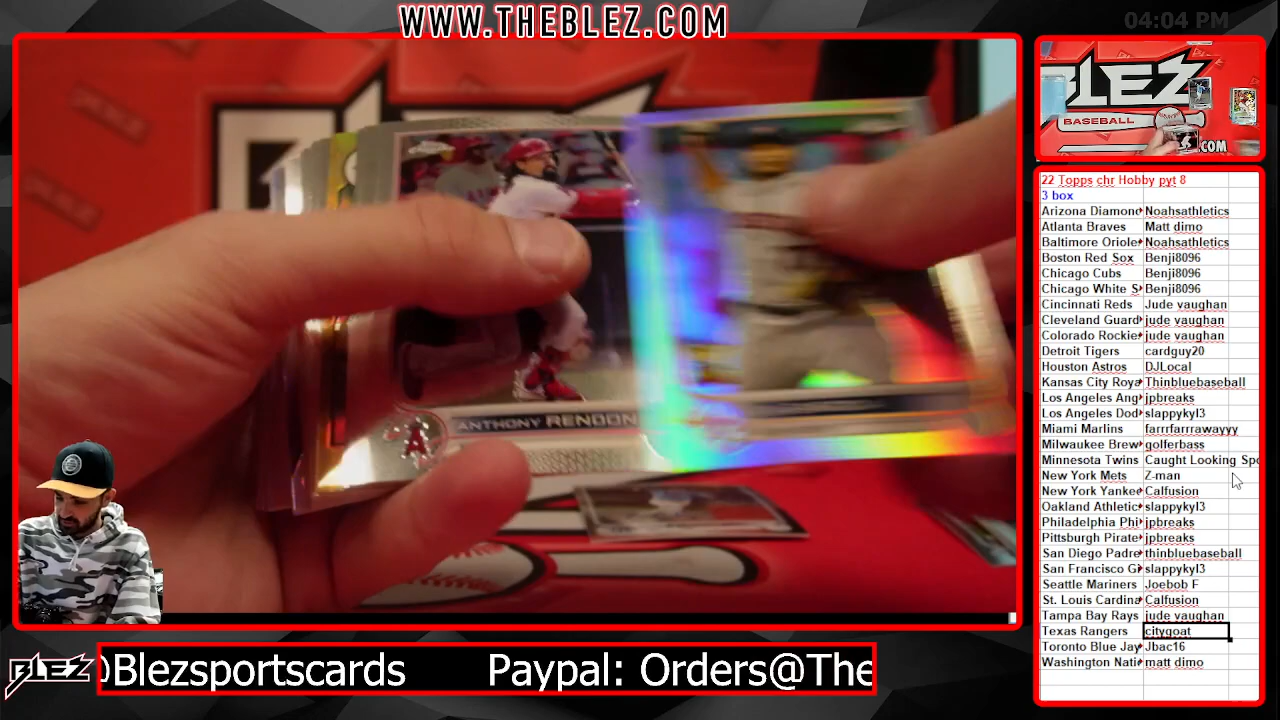 WWW.THEBLEZ.COM
04:04 PM
BLEZ
BASEBALL
.COM
22 Topps chr Hobby pyt 8
3 box
Arizona Diamond Noahsathletics
Atlanta Braves Matt dimo
Baltimore Oriole Noahsathletics
Boston Red Sox Benji8096
Chicago Cubs Benji8096
Chicago White S Benji8096
Cincinnati Reds Jude vaughan
Cleveland Guard jude vaughan
Colorado Rockie jude vaughan
Detroit Tigers cardguy20
Houston Astros DJLocal
Kansas City Roya Thinbluebaseball
Los Angeles Ang jpbreaks
Los Angeles Dod slappykyl3
Miami Marlins farrrfarrrawayyy
Milwaukee Brew golferbass
Minnesota Twins Caught Looking Spo
New York Mets Z-man
New York Yankee Calfusion
Oakland Athletic slappykyl3
Philadelphia Phi jpbreaks
Pittsburgh Pirate jpbreaks
San Diego Padre thinbluebaseball
San Francisco Gi slappykyl3
Seattle Mariners Joebob F
St. Louis Cardina Calfusion
Tampa Bay Rays jude vaughan
Texas Rangers citygoat
Toronto Blue Jay Jbac16
Washington Nati matt dimo
ANTHONY RENDON
A
BLEZ
@Blezsportscards Paypal: Orders@The